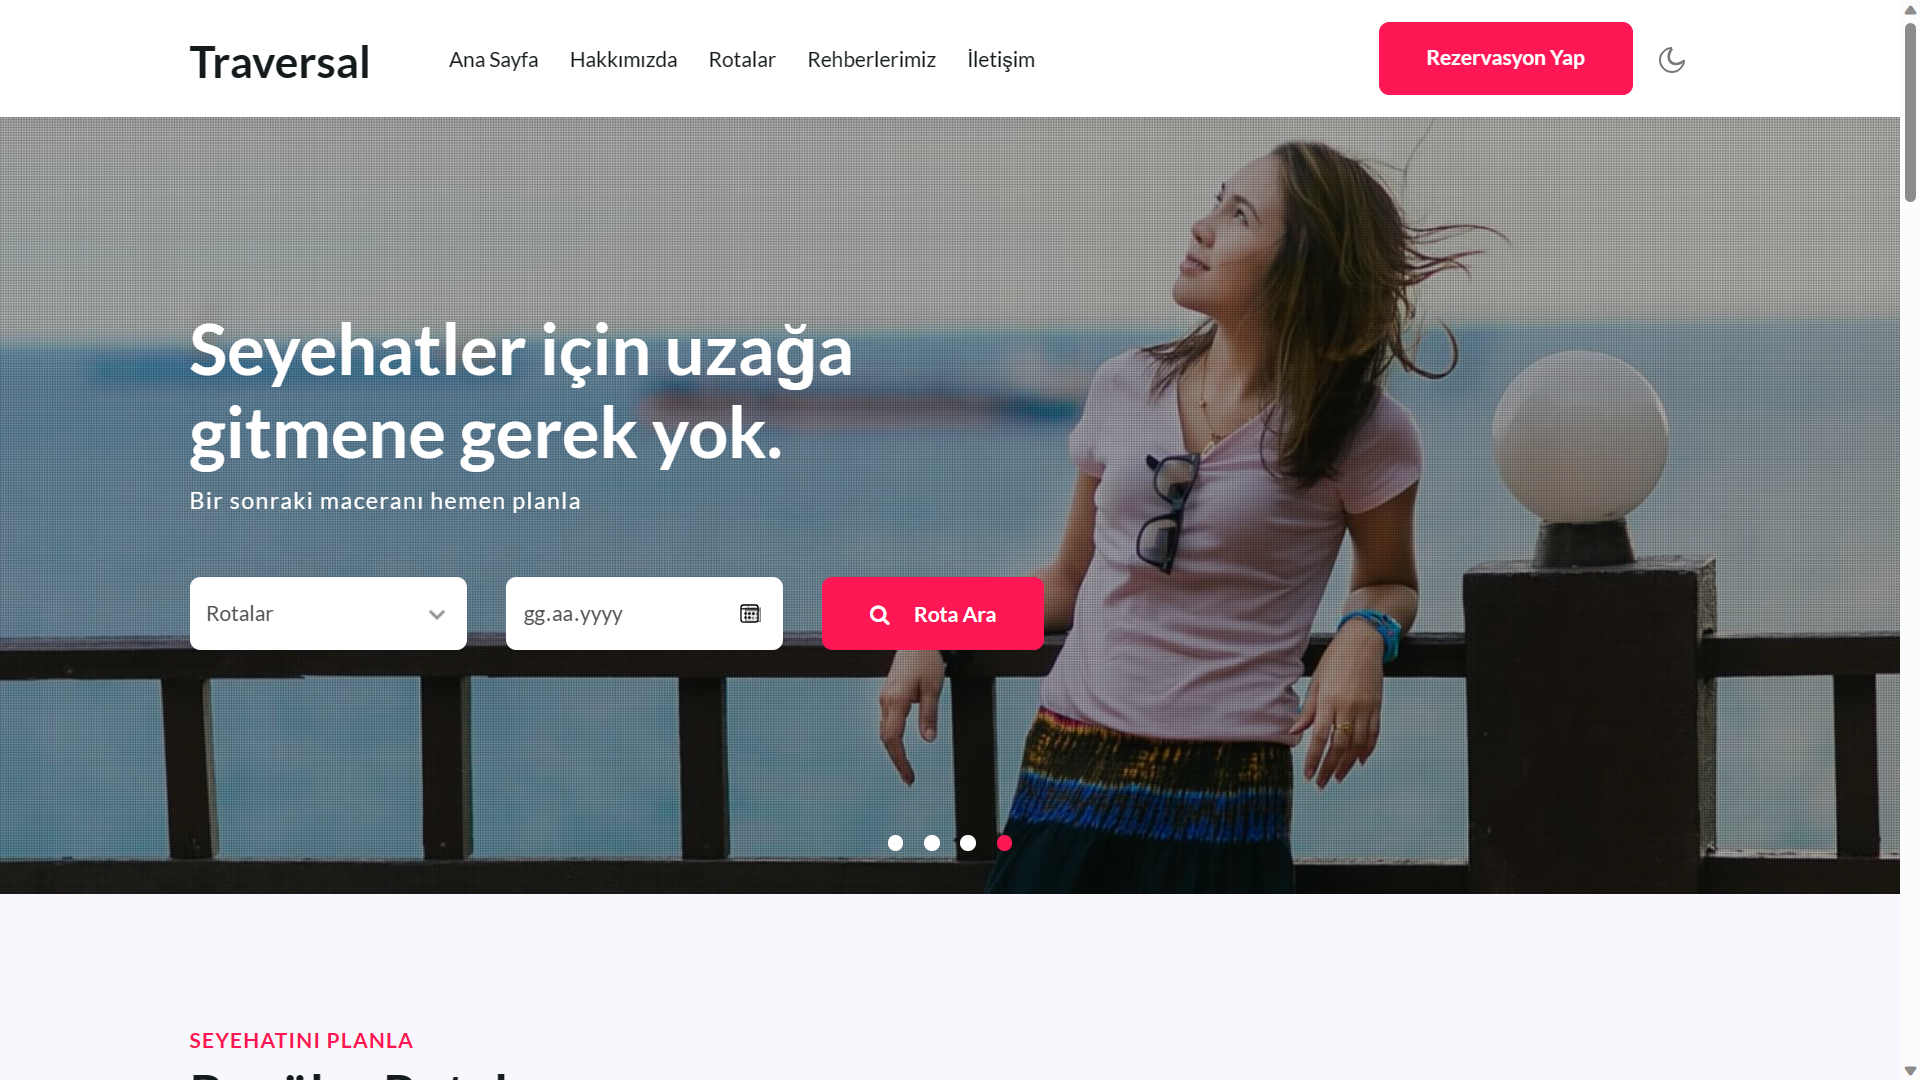 Traversal
Ana Sayfa
Hakkımızda
Rotalar
Rehberlerimiz
İletişim
Rezervasyon Yap
Seyehatler için uzağa
gitmene gerek yok.
Bir sonraki maceranı hemen planla
Rotalar
gg.aa.yyyy
Rota Ara
SEYEHATINI PLANLA